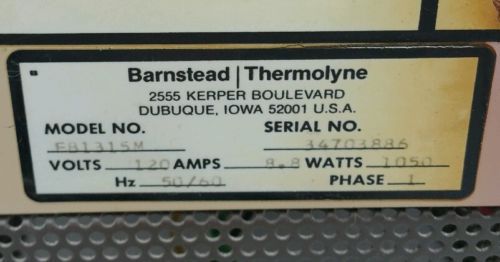 Barnstead | Thermolyne
2555 KERPER BOULEVARD
DUBUQUE, IOWA 52001 U.S.A.
MODEL NO. SERIAL NO.
F81315M 34703886
VOLTS 120 AMPS 8.8 WATTS 1050
Hz 50/60 PHASE 1